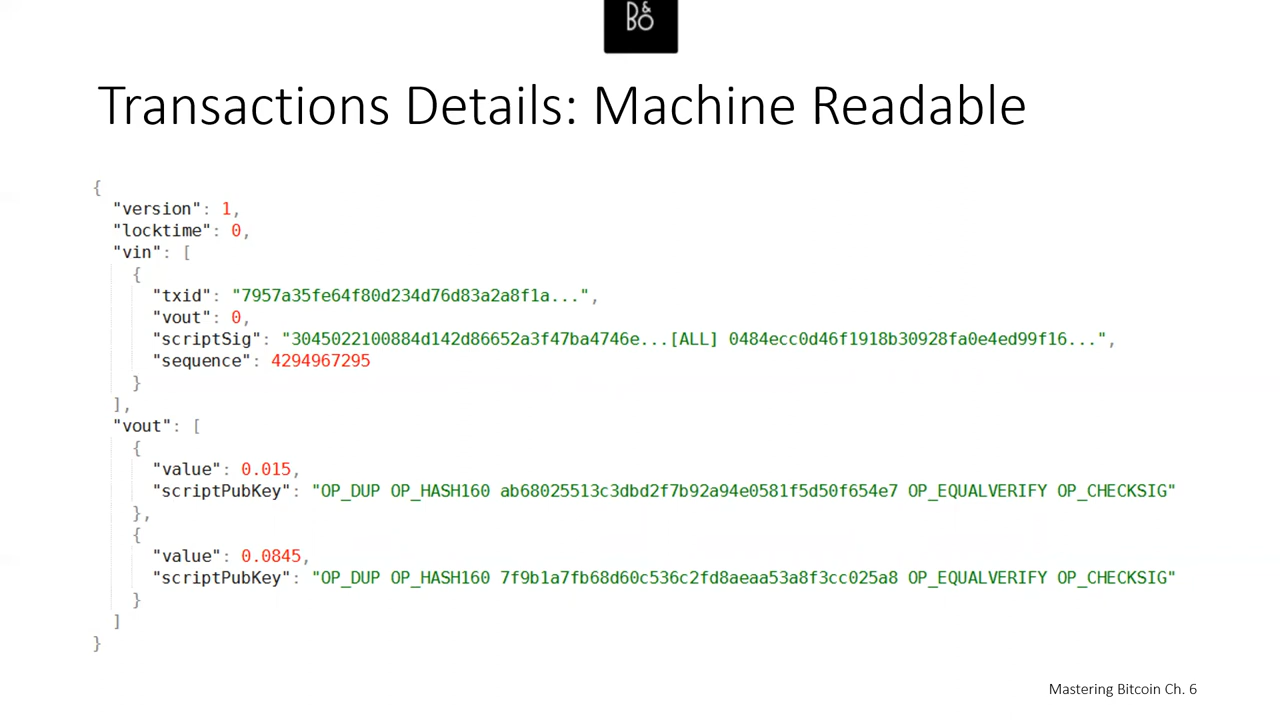 B&O
Transactions Details: Machine Readable
{
"version": 1,
"locktime": 0,
"vin": [
{
"txid": "7957a35fe64f80d234d76d83a2a8f1a...",
"vout": 0,
"scriptSig": "3045022100884d142d86652a3f47ba4746e...[ALL] 0484ecc0d46f1918b30928fa0e4ed99f16...",
"sequence": 4294967295
}
],
"vout": [
{
"value": 0.015,
"scriptPubKey": "OP_DUP OP_HASH160 ab68025513c3dbd2f7b92a94e0581f5d50f654e7 OP_EQUALVERIFY OP_CHECKSIG"
},
{
"value": 0.0845,
"scriptPubKey": "OP_DUP OP_HASH160 7f9b1a7fb68d60c536c2fd8aeaa53a8f3cc025a8 OP_EQUALVERIFY OP_CHECKSIG"
}
]
}
Mastering Bitcoin Ch. 6